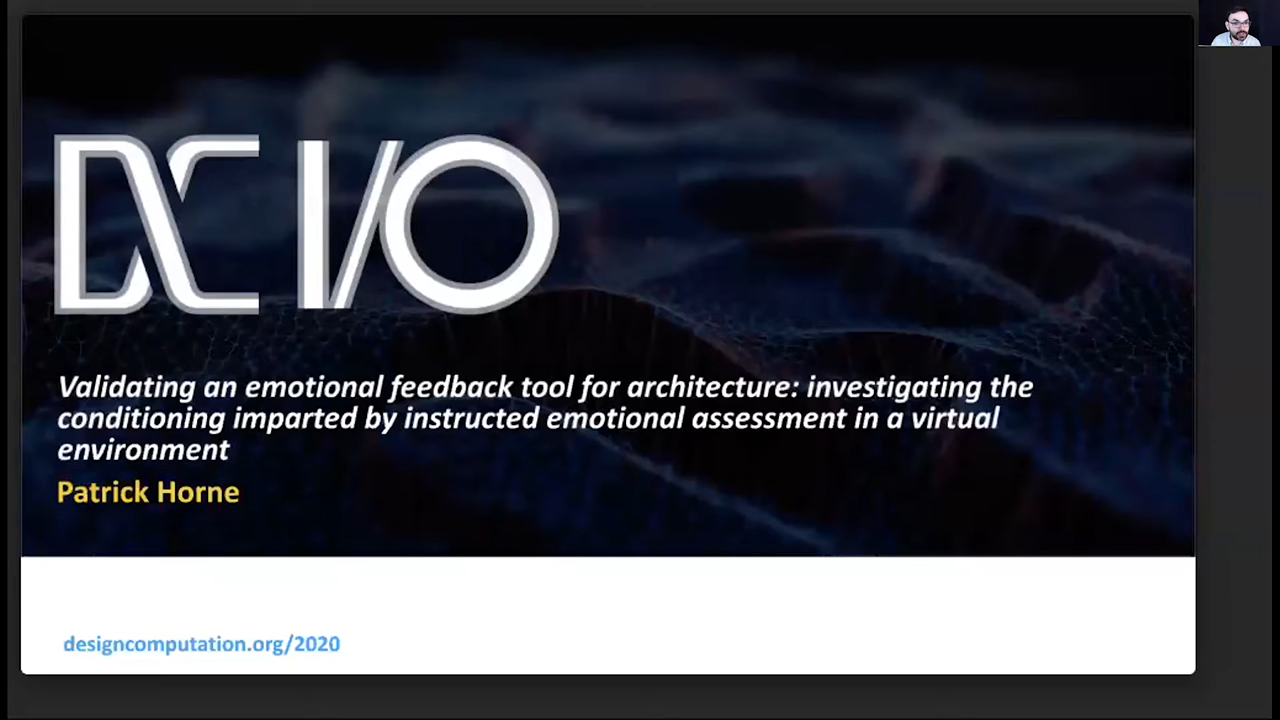 DC I/O
Validating an emotional feedback tool for architecture: investigating the
conditioning imparted by instructed emotional assessment in a virtual
environment
Patrick Horne
designcomputation.org/2020